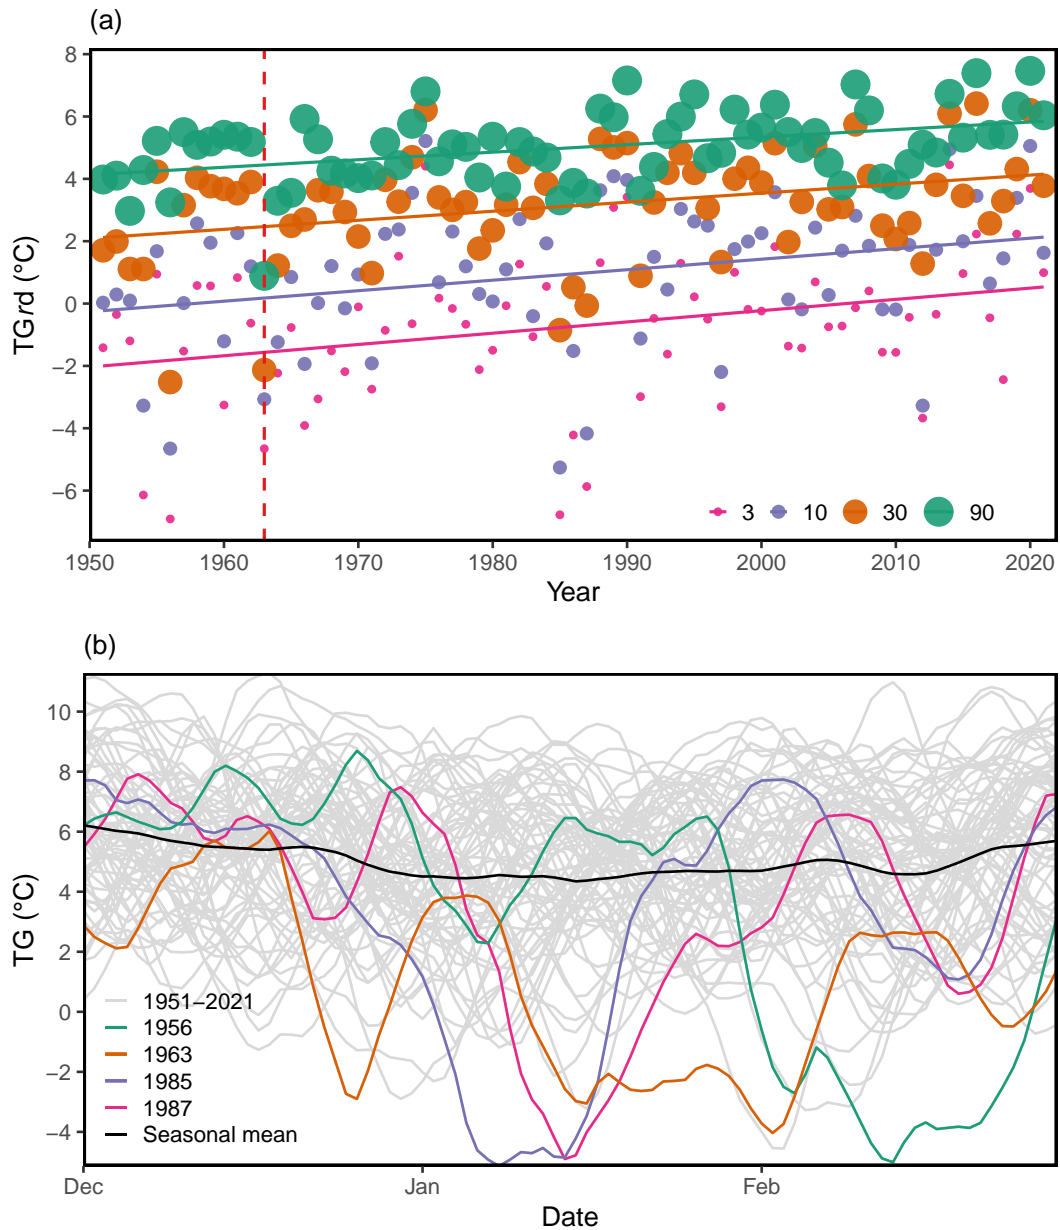 (a)
8
6
4
2
0
−2
−4
−6
TGrd (°C)
3 10 30 90
1950 1960 1970 1980 1990 2000 2010 2020
Year
(b)
10
8
6
4
2
0
−2
−4
TG (°C)
1951−2021
1956
1963
1985
1987
Seasonal mean
Dec Jan Feb
Date